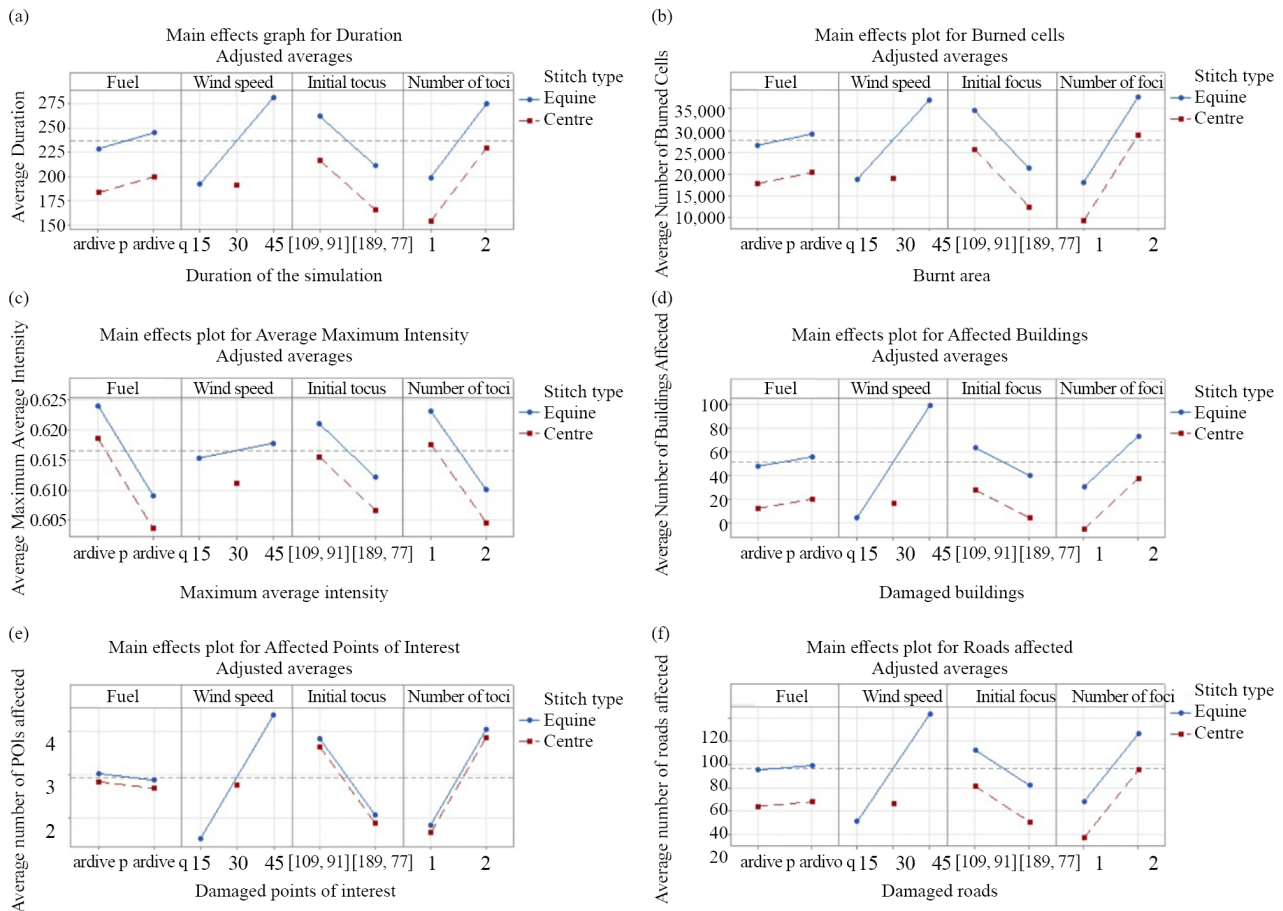 (a)
Main effects graph for Duration
Adjusted averages
Fuel Wind speed Initial tocus Number of toci
Stitch type
Equine
Centre
Average Duration
275
250
225
200
175
150
ardive p ardive q 15 30 45 [109, 91] [189, 77] 1 2
Duration of the simulation
(b)
Main effects plot for Burned cells
Adjusted averages
Fuel Wind speed Initial focus Number of foci
Stitch type
Equine
Centre
Average Number of Burned Cells
35,000
30,000
25,000
20,000
15,000
10,000
ardive p ardive q 15 30 45 [109, 91] [189, 77] 1 2
Burnt area
(c)
Main effects plot for Average Maximum Intensity
Adjusted averages
Fuel Wind speed Initial focus Number of foci
Stitch type
Equine
Centre
Average Maximum Average Intensity
0.625
0.620
0.615
0.610
0.605
ardive p ardive q 15 30 45 [109, 91] [189, 77] 1 2
Maximum average intensity
(d)
Main effects plot for Affected Buildings
Adjusted averages
Fuel Wind speed Initial focus Number of foci
Stitch type
Equine
Centre
Average Number of Buildings Affected
100
80
60
40
20
0
ardive p ardivo q 15 30 45 [109, 91] [189, 77] 1 2
Damaged buildings
(e)
Main effects plot for Affected Points of Interest
Adjusted averages
Fuel Wind speed Initial tocus Number of toci
Stitch type
Equine
Centre
Average number of POIs affected
4
3
2
ardive p ardive q 15 30 45 [109, 91] [189, 77] 1 2
Damaged points of interest
(f)
Main effects plot for Roads affected
Adjusted averages
Fuel Wind speed Initial focus Number of foci
Stitch type
Equine
Centre
Average number of roads affected
120
100
80
60
40
20
ardive p ardivo q 15 30 45 [109, 91] [189, 77] 1 2
Damaged roads